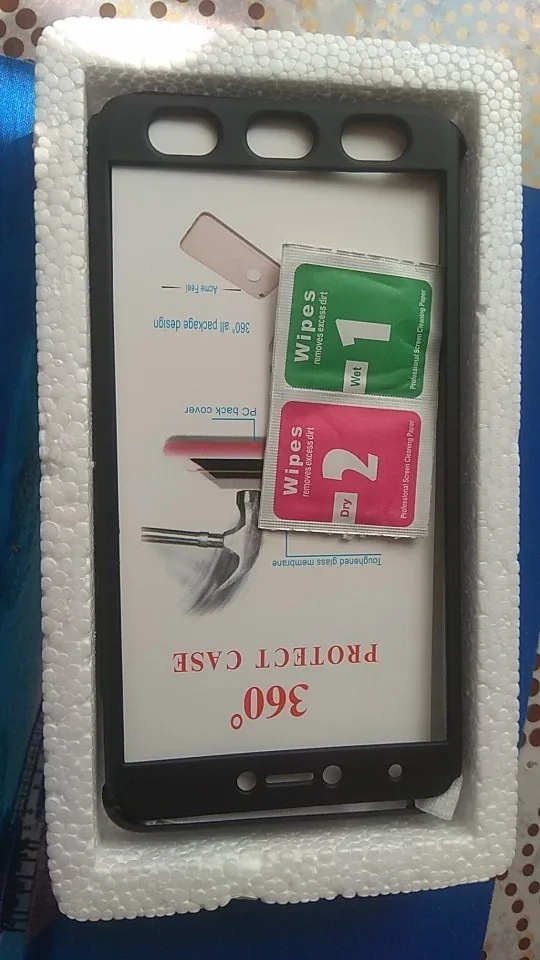 360°
PROTECT CASE
Toughened glass membrane
PC back cover
360° all package design
Acme Feel
Wipes
removes excess dirt
Wet
1
Professional Screen Cleaning Paper
Wipes
removes excess dirt
Dry
2
Professional Screen Cleaning Paper